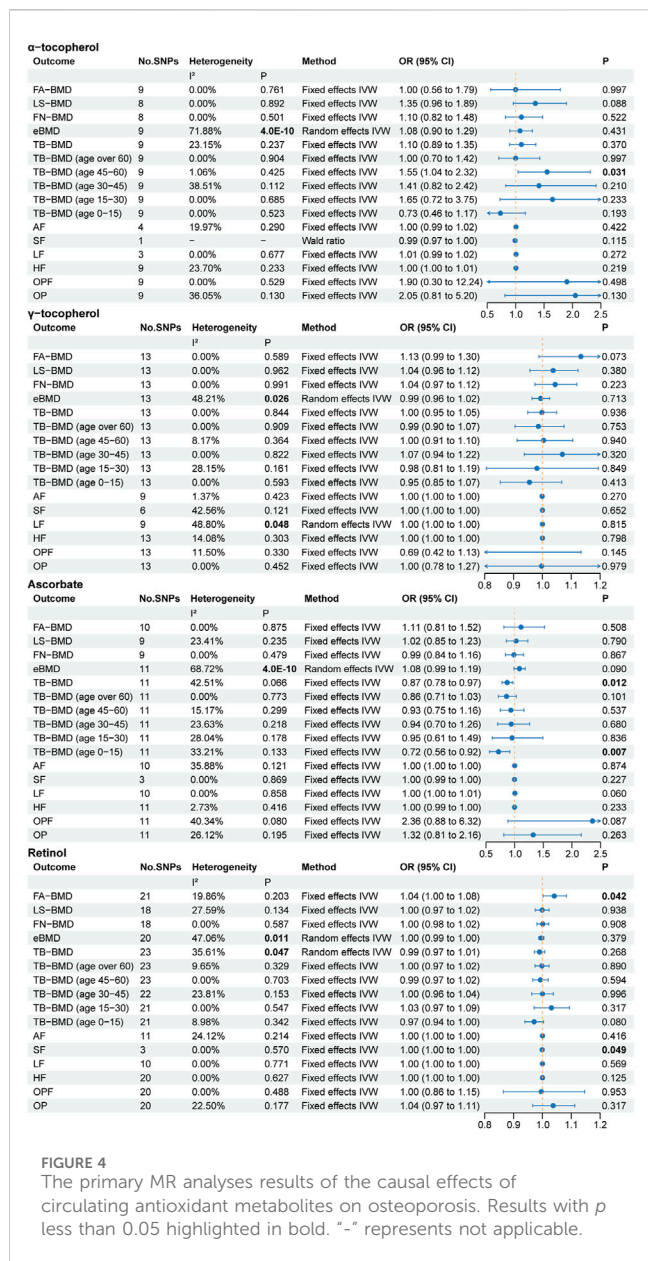 α−tocopherol
Outcome No.SNPs Heterogeneity Method OR (95% CI) P
I² P
FA−BMD 9 0.00% 0.761 Fixed effects IVW 1.00 (0.56 to 1.79) 0.997
LS−BMD 8 0.00% 0.892 Fixed effects IVW 1.35 (0.96 to 1.89) 0.088
FN−BMD 8 0.00% 0.501 Fixed effects IVW 1.10 (0.82 to 1.48) 0.522
eBMD 9 71.88% 4.0E-10 Random effects IVW 1.08 (0.90 to 1.29) 0.431
TB−BMD 9 23.15% 0.237 Fixed effects IVW 1.10 (0.89 to 1.35) 0.370
TB−BMD (age over 60) 9 0.00% 0.904 Fixed effects IVW 1.00 (0.70 to 1.42) 0.997
TB−BMD (age 45−60) 9 1.06% 0.425 Fixed effects IVW 1.55 (1.04 to 2.32) 0.031
TB−BMD (age 30−45) 9 38.51% 0.112 Fixed effects IVW 1.41 (0.82 to 2.42) 0.210
TB−BMD (age 15−30) 9 0.00% 0.685 Fixed effects IVW 1.65 (0.72 to 3.75) 0.233
TB−BMD (age 0−15) 9 0.00% 0.523 Fixed effects IVW 0.73 (0.46 to 1.17) 0.193
AF 4 19.97% 0.290 Fixed effects IVW 1.00 (0.99 to 1.02) 0.422
SF 1 − − Wald ratio 0.99 (0.97 to 1.00) 0.115
LF 3 0.00% 0.677 Fixed effects IVW 1.01 (0.99 to 1.02) 0.272
HF 9 23.70% 0.233 Fixed effects IVW 1.00 (1.00 to 1.01) 0.219
OPF 9 0.00% 0.529 Fixed effects IVW 1.90 (0.30 to 12.24) 0.498
OP 9 36.05% 0.130 Fixed effects IVW 2.05 (0.81 to 5.20) 0.130
0.5 1.0 1.5 2.0 2.5
γ−tocopherol
Outcome No.SNPs Heterogeneity Method OR (95% CI) P
I² P
FA−BMD 13 0.00% 0.589 Fixed effects IVW 1.13 (0.99 to 1.30) 0.073
LS−BMD 13 0.00% 0.962 Fixed effects IVW 1.04 (0.96 to 1.12) 0.380
FN−BMD 13 0.00% 0.991 Fixed effects IVW 1.04 (0.97 to 1.12) 0.223
eBMD 13 48.21% 0.026 Random effects IVW 0.99 (0.96 to 1.02) 0.713
TB−BMD 13 0.00% 0.844 Fixed effects IVW 1.00 (0.95 to 1.05) 0.936
TB−BMD (age over 60) 13 0.00% 0.909 Fixed effects IVW 0.99 (0.90 to 1.07) 0.753
TB−BMD (age 45−60) 13 8.17% 0.364 Fixed effects IVW 1.00 (0.91 to 1.10) 0.940
TB−BMD (age 30−45) 13 0.00% 0.822 Fixed effects IVW 1.07 (0.94 to 1.22) 0.320
TB−BMD (age 15−30) 13 28.15% 0.161 Fixed effects IVW 0.98 (0.81 to 1.19) 0.849
TB−BMD (age 0−15) 13 0.00% 0.593 Fixed effects IVW 0.95 (0.85 to 1.07) 0.413
AF 9 1.37% 0.423 Fixed effects IVW 1.00 (1.00 to 1.00) 0.270
SF 6 42.56% 0.121 Fixed effects IVW 1.00 (1.00 to 1.00) 0.652
LF 9 48.80% 0.048 Random effects IVW 1.00 (1.00 to 1.00) 0.815
HF 13 14.08% 0.303 Fixed effects IVW 1.00 (1.00 to 1.00) 0.798
OPF 13 11.50% 0.330 Fixed effects IVW 0.69 (0.42 to 1.13) 0.145
OP 13 0.00% 0.452 Fixed effects IVW 1.00 (0.78 to 1.27) 0.979
0.8 0.9 1.0 1.1 1.2
Ascorbate
Outcome No.SNPs Heterogeneity Method OR (95% CI) P
I² P
FA−BMD 10 0.00% 0.875 Fixed effects IVW 1.11 (0.81 to 1.52) 0.508
LS−BMD 9 23.41% 0.235 Fixed effects IVW 1.02 (0.85 to 1.23) 0.790
FN−BMD 9 0.00% 0.479 Fixed effects IVW 0.99 (0.84 to 1.16) 0.867
eBMD 11 68.72% 4.0E-10 Random effects IVW 1.08 (0.99 to 1.19) 0.090
TB−BMD 11 42.51% 0.066 Fixed effects IVW 0.87 (0.78 to 0.97) 0.012
TB−BMD (age over 60) 11 0.00% 0.773 Fixed effects IVW 0.86 (0.71 to 1.03) 0.101
TB−BMD (age 45−60) 11 15.17% 0.299 Fixed effects IVW 0.93 (0.75 to 1.16) 0.537
TB−BMD (age 30−45) 11 23.63% 0.218 Fixed effects IVW 0.94 (0.70 to 1.26) 0.680
TB−BMD (age 15−30) 11 28.04% 0.178 Fixed effects IVW 0.95 (0.61 to 1.49) 0.836
TB−BMD (age 0−15) 11 33.21% 0.133 Fixed effects IVW 0.72 (0.56 to 0.92) 0.007
AF 10 35.88% 0.121 Fixed effects IVW 1.00 (1.00 to 1.00) 0.874
SF 3 0.00% 0.869 Fixed effects IVW 1.00 (0.99 to 1.00) 0.227
LF 10 0.00% 0.858 Fixed effects IVW 1.00 (1.00 to 1.01) 0.060
HF 11 2.73% 0.416 Fixed effects IVW 1.00 (0.99 to 1.00) 0.233
OPF 11 40.34% 0.080 Fixed effects IVW 2.36 (0.88 to 6.32) 0.087
OP 11 26.12% 0.195 Fixed effects IVW 1.32 (0.81 to 2.16) 0.263
0.5 1.0 1.5 2.0 2.5
Retinol
Outcome No.SNPs Heterogeneity Method OR (95% CI) P
I² P
FA−BMD 21 19.86% 0.203 Fixed effects IVW 1.04 (1.00 to 1.08) 0.042
LS−BMD 18 27.59% 0.134 Fixed effects IVW 1.00 (0.97 to 1.02) 0.938
FN−BMD 18 0.00% 0.587 Fixed effects IVW 1.00 (0.98 to 1.02) 0.908
eBMD 20 47.06% 0.011 Random effects IVW 1.00 (0.99 to 1.00) 0.379
TB−BMD 23 35.61% 0.047 Random effects IVW 0.99 (0.97 to 1.01) 0.268
TB−BMD (age over 60) 23 9.65% 0.329 Fixed effects IVW 1.00 (0.97 to 1.02) 0.890
TB−BMD (age 45−60) 23 0.00% 0.703 Fixed effects IVW 0.99 (0.97 to 1.02) 0.594
TB−BMD (age 30−45) 22 23.81% 0.153 Fixed effects IVW 1.00 (0.96 to 1.04) 0.996
TB−BMD (age 15−30) 21 0.00% 0.547 Fixed effects IVW 1.03 (0.97 to 1.09) 0.317
TB−BMD (age 0−15) 21 8.98% 0.342 Fixed effects IVW 0.97 (0.94 to 1.00) 0.080
AF 11 24.12% 0.214 Fixed effects IVW 1.00 (1.00 to 1.00) 0.416
SF 3 0.00% 0.570 Fixed effects IVW 1.00 (1.00 to 1.00) 0.049
LF 10 0.00% 0.771 Fixed effects IVW 1.00 (1.00 to 1.00) 0.569
HF 20 0.00% 0.627 Fixed effects IVW 1.00 (1.00 to 1.00) 0.125
OPF 20 0.00% 0.488 Fixed effects IVW 1.00 (0.86 to 1.15) 0.953
OP 20 22.50% 0.177 Fixed effects IVW 1.04 (0.97 to 1.11) 0.317
0.8 0.9 1.0 1.1 1.2
FIGURE 4
The primary MR analyses results of the causal effects of
circulating antioxidant metabolites on osteoporosis. Results with p
less than 0.05 highlighted in bold. "-" represents not applicable.